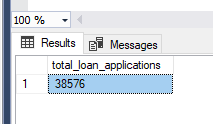 100 %
Results Messages
total_loan_applications
1 38576